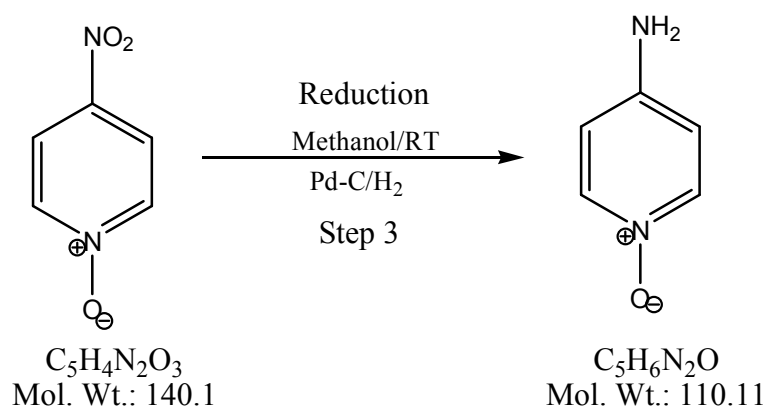 NO₂
N
⊕
O
⊖
C₅H₄N₂O₃
Mol. Wt.: 140.1
Reduction
Methanol/RT
Pd-C/H₂
Step 3
NH₂
N
⊕
O
⊖
C₅H₆N₂O
Mol. Wt.: 110.11